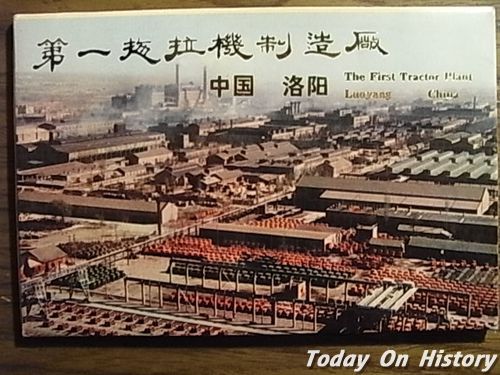 第一拖拉機制造廠
中国 洛阳
The First Tractor Plant
Luoyang China
Today On History